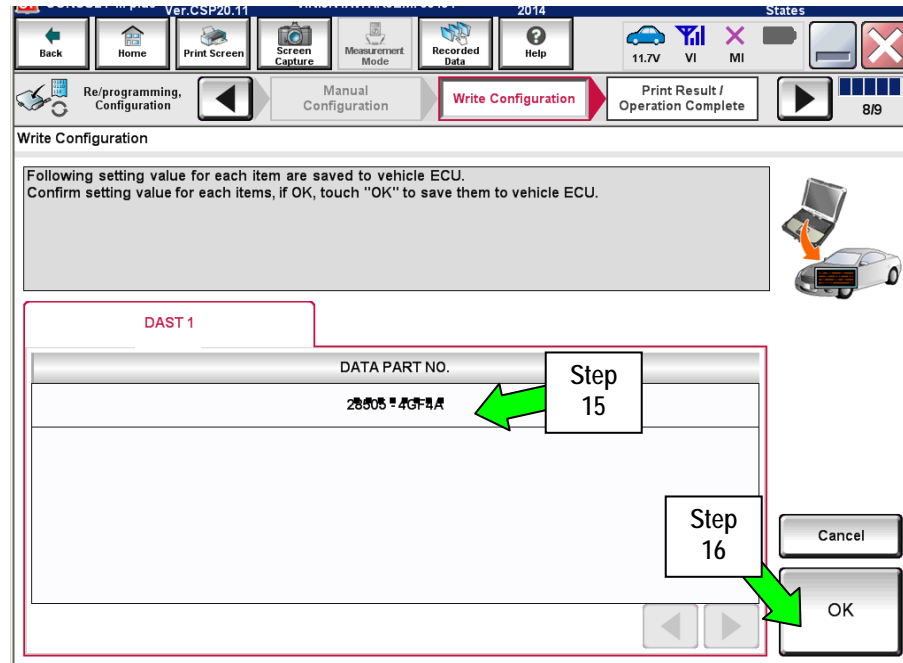 Ver.CSP20.11 2014 States
Back Home Print Screen Screen Capture Measurement Mode Recorded Data Help 11.7V VI MI
Re/programming, Configuration Manual Configuration Write Configuration Print Result / Operation Complete 8/9
Write Configuration
Following setting value for each item are saved to vehicle ECU.
Confirm setting value for each items, if OK, touch "OK" to save them to vehicle ECU.
DAST 1
DATA PART NO.
Step
15
Step
16
Cancel
OK